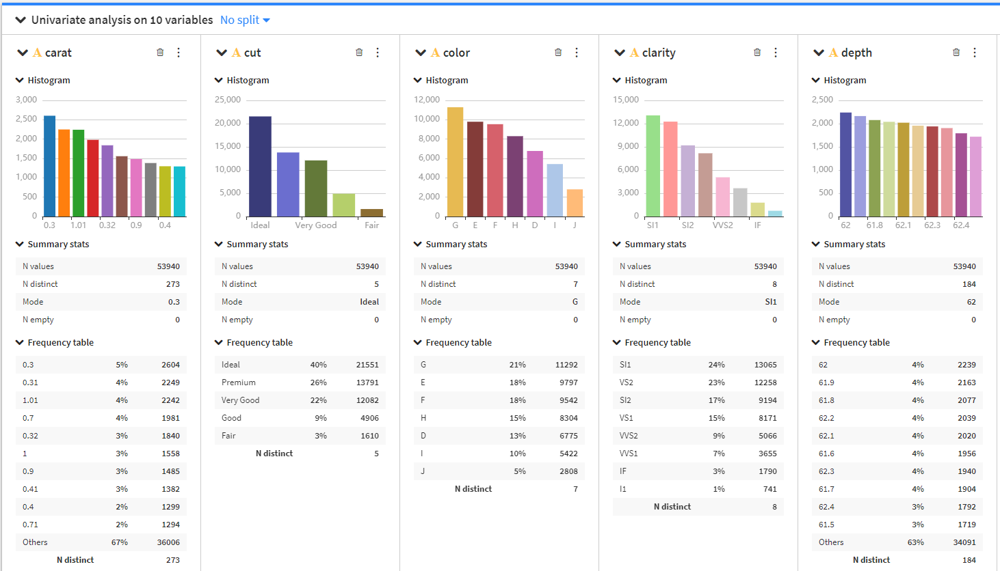 Univariate analysis on 10 variables No split
A carat
Histogram
3,000
2,500
2,000
1,500
1,000
500
0
0.3 1.01 0.32 0.9 0.4
Summary stats
N values 53940
N distinct 273
Mode 0.3
N empty 0
Frequency table
0.3 5% 2604
0.31 4% 2249
1.01 4% 2242
0.7 4% 1981
0.32 3% 1840
1 3% 1558
0.9 3% 1485
0.41 3% 1382
0.4 2% 1299
0.71 2% 1294
Others 67% 36006
N distinct 273
A cut
Histogram
25,000
20,000
15,000
10,000
5,000
0
Ideal Very Good Fair
Summary stats
N values 53940
N distinct 5
Mode Ideal
N empty 0
Frequency table
Ideal 40% 21551
Premium 26% 13791
Very Good 22% 12082
Good 9% 4906
Fair 3% 1610
N distinct 5
A color
Histogram
12,000
10,000
8,000
6,000
4,000
2,000
0
G E F H D I J
Summary stats
N values 53940
N distinct 7
Mode G
N empty 0
Frequency table
G 21% 11292
E 18% 9797
F 18% 9542
H 15% 8304
D 13% 6775
I 10% 5422
J 5% 2808
N distinct 7
A clarity
Histogram
15,000
12,000
9,000
6,000
3,000
0
SI1 SI2 VVS2 IF
Summary stats
N values 53940
N distinct 8
Mode SI1
N empty 0
Frequency table
SI1 24% 13065
VS2 23% 12258
SI2 17% 9194
VS1 15% 8171
VVS2 9% 5066
VVS1 7% 3655
IF 3% 1790
I1 1% 741
N distinct 8
A depth
Histogram
2,500
2,000
1,500
1,000
500
0
62 61.8 62.1 62.3 62.4
Summary stats
N values 53940
N distinct 184
Mode 62
N empty 0
Frequency table
62 4% 2239
61.9 4% 2163
61.8 4% 2077
62.2 4% 2039
62.1 4% 2020
61.6 4% 1956
62.3 4% 1940
61.7 4% 1904
62.4 3% 1792
61.5 3% 1719
Others 63% 34091
N distinct 184